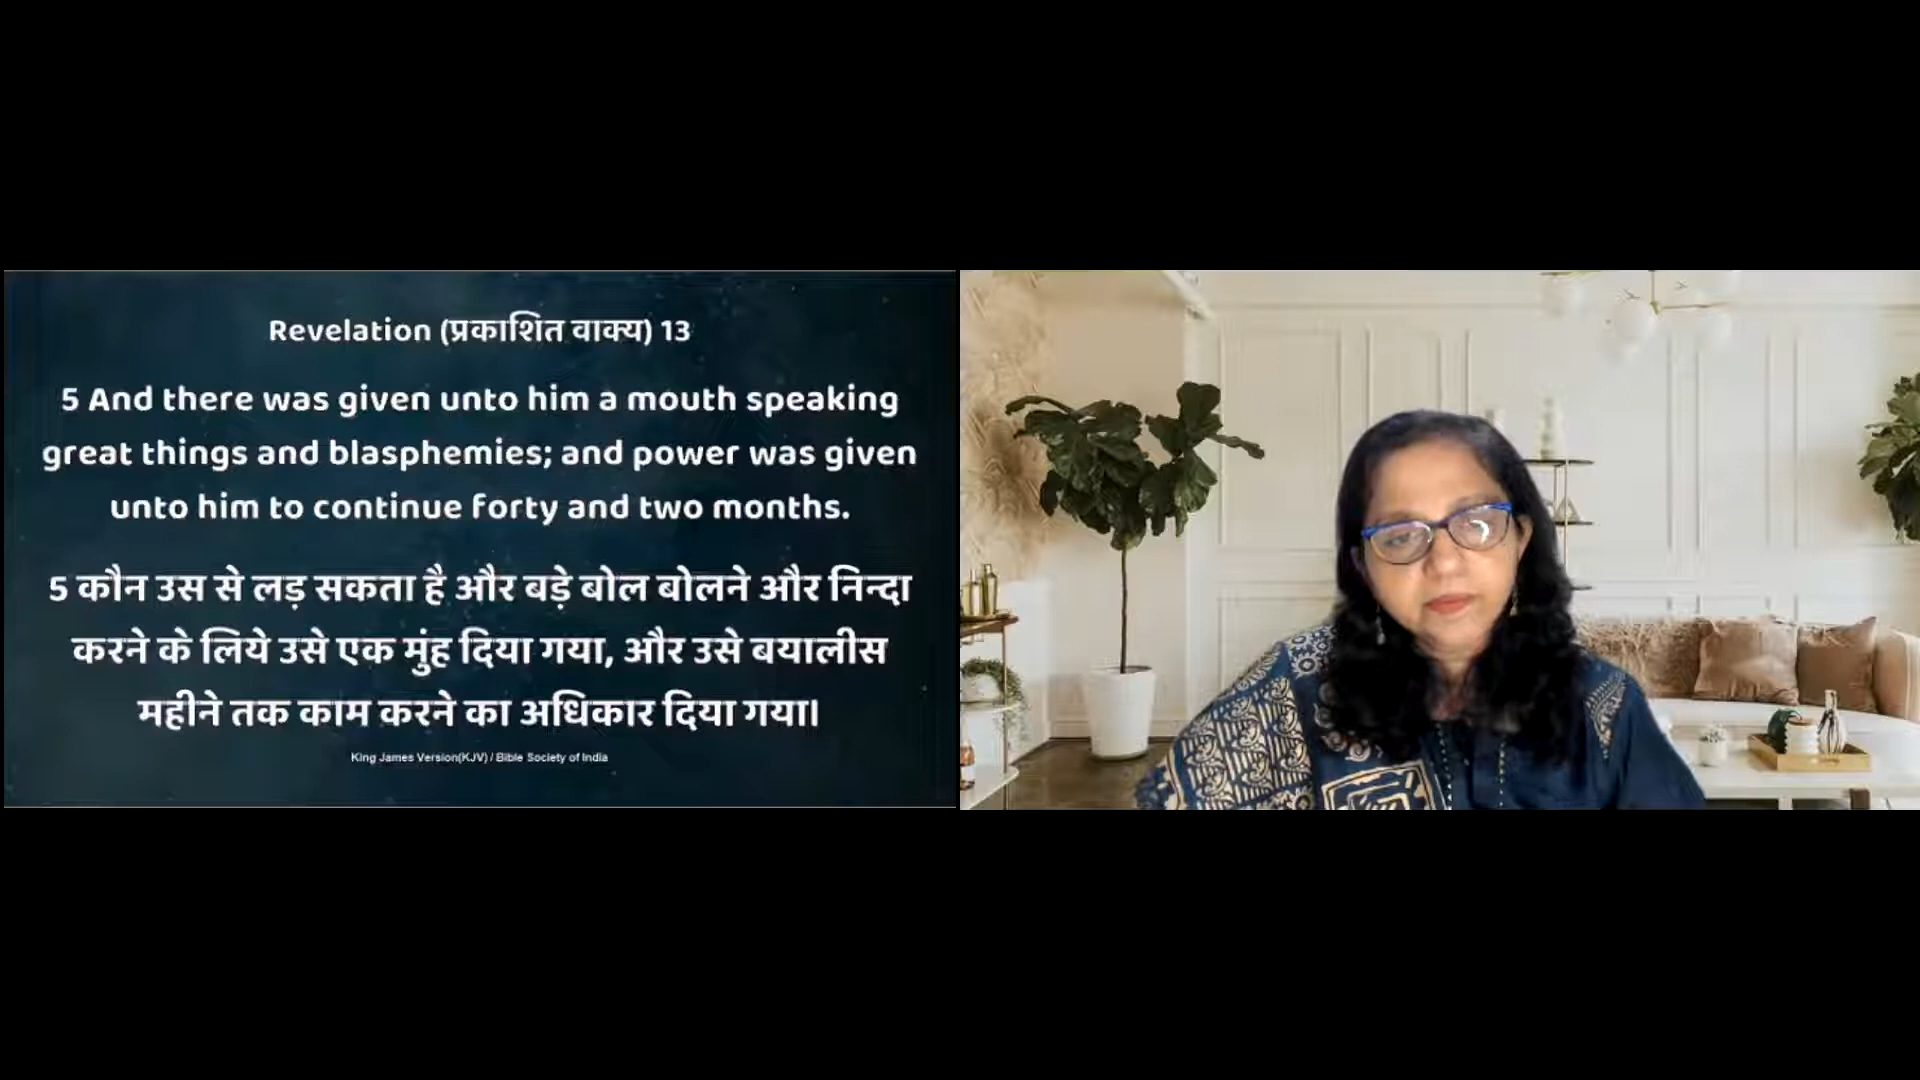 Revelation (प्रकाशित वाक्य) 13
5 And there was given unto him a mouth speaking
great things and blasphemies; and power was given
unto him to continue forty and two months.
5 कौन उस से लड़ सकता है और बड़े बोल बोलने और निन्दा
करने के लिये उसे एक मुंह दिया गया, और उसे बयालीस
महीने तक काम करने का अधिकार दिया गया।
King James Version(KJV) / Bible Society of India